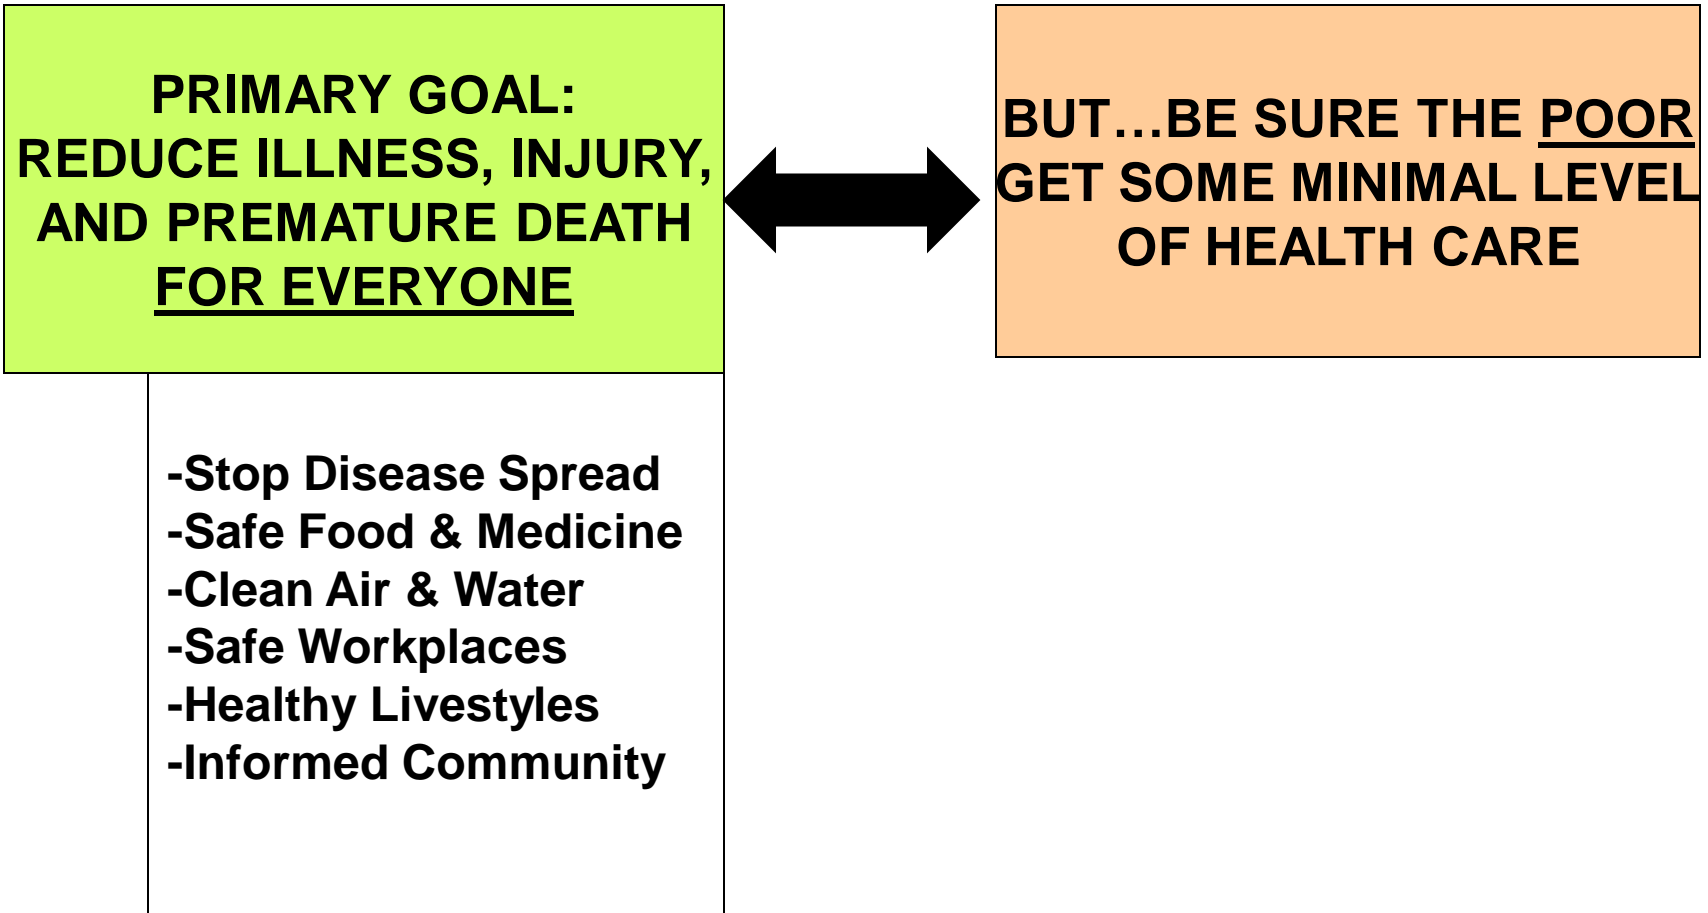 PRIMARY GOAL:
REDUCE ILLNESS, INJURY,
AND PREMATURE DEATH
FOR EVERYONE
BUT…BE SURE THE POOR
GET SOME MINIMAL LEVEL
OF HEALTH CARE
-Stop Disease Spread
-Safe Food & Medicine
-Clean Air & Water
-Safe Workplaces
-Healthy Livestyles
-Informed Community